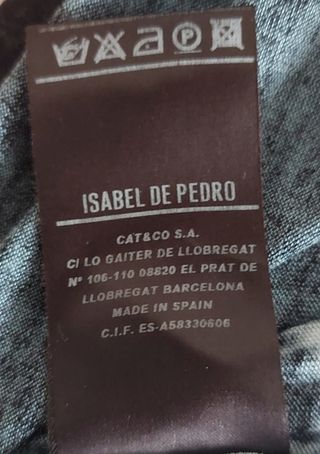 ISABEL DE PEDRO
CAT&CO S.A.
C/ LO GAITER DE LLOBREGAT
Nº 106-110 08820 EL PRAT DE
LLOBREGAT BARCELONA
MADE IN SPAIN
C.I.F. ES-A58330606